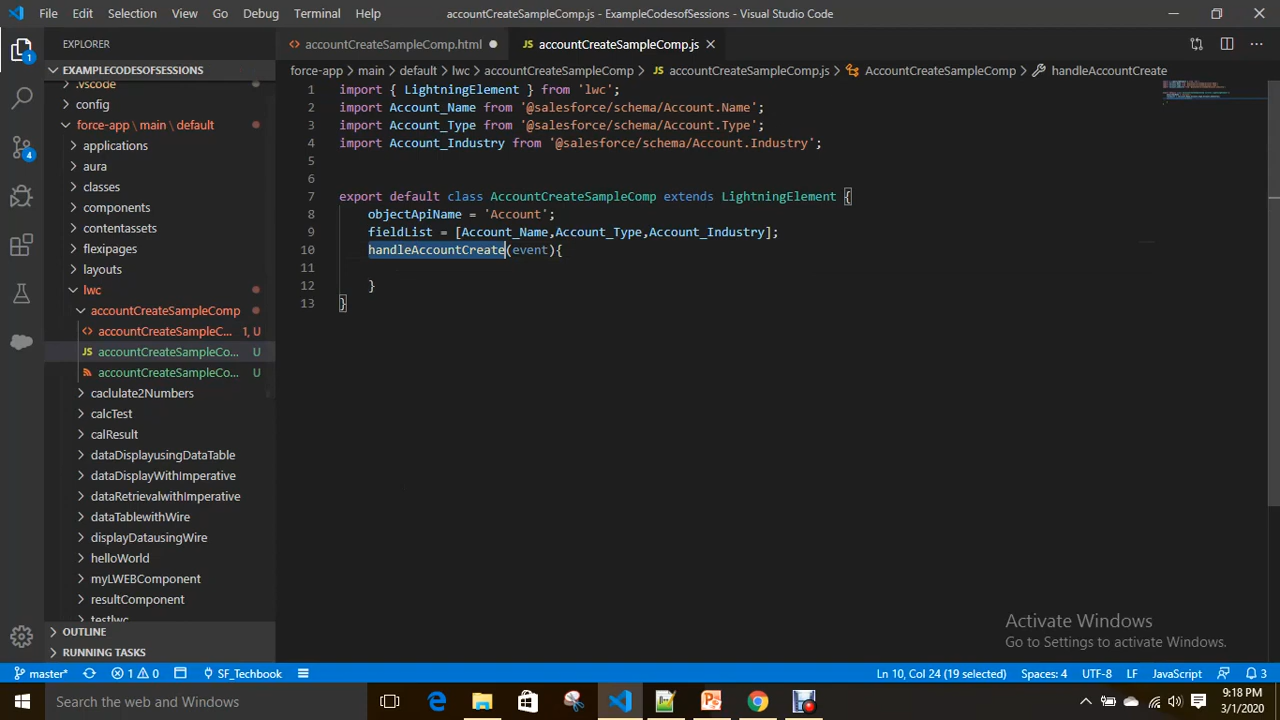 File Edit Selection View Go Debug Terminal Help accountCreateSampleComp.js - ExampleCodesofSessions - Visual Studio Code
EXPLORER
accountCreateSampleComp.html
accountCreateSampleComp.js
EXAMPLECODESOFSESSIONS
force-app > main > default > lwc > accountCreateSampleComp > JS accountCreateSampleComp.js > AccountCreateSampleComp > handleAccountCreate
.vscode
config
force-app \ main \ default
applications
aura
classes
components
contentassets
flexipages
layouts
lwc
accountCreateSampleComp
accountCreateSampleC... 1, U
JS accountCreateSampleCo... U
accountCreateSampleCo... U
caclulate2Numbers
calcTest
calResult
dataDisplayusingDataTable
dataDisplayWithImperative
dataRetrievalwithImperative
dataTablewithWire
displayDatausingWire
helloWorld
myLWEBComponent
resultComponent
testlwc
OUTLINE
RUNNING TASKS
1 import { LightningElement } from 'lwc';
2 import Account_Name from '@salesforce/schema/Account.Name';
3 import Account_Type from '@salesforce/schema/Account.Type';
4 import Account_Industry from '@salesforce/schema/Account.Industry';
5
6
7 export default class AccountCreateSampleComp extends LightningElement {
8 objectApiName = 'Account';
9 fieldList = [Account_Name,Account_Type,Account_Industry];
10 handleAccountCreate(event){
11
12 }
13 }
Activate Windows
Go to Settings to activate Windows.
master* 1 0 SF_Techbook Ln 10, Col 24 (19 selected) Spaces: 4 UTF-8 LF JavaScript 3
Search the web and Windows
9:18 PM
3/1/2020